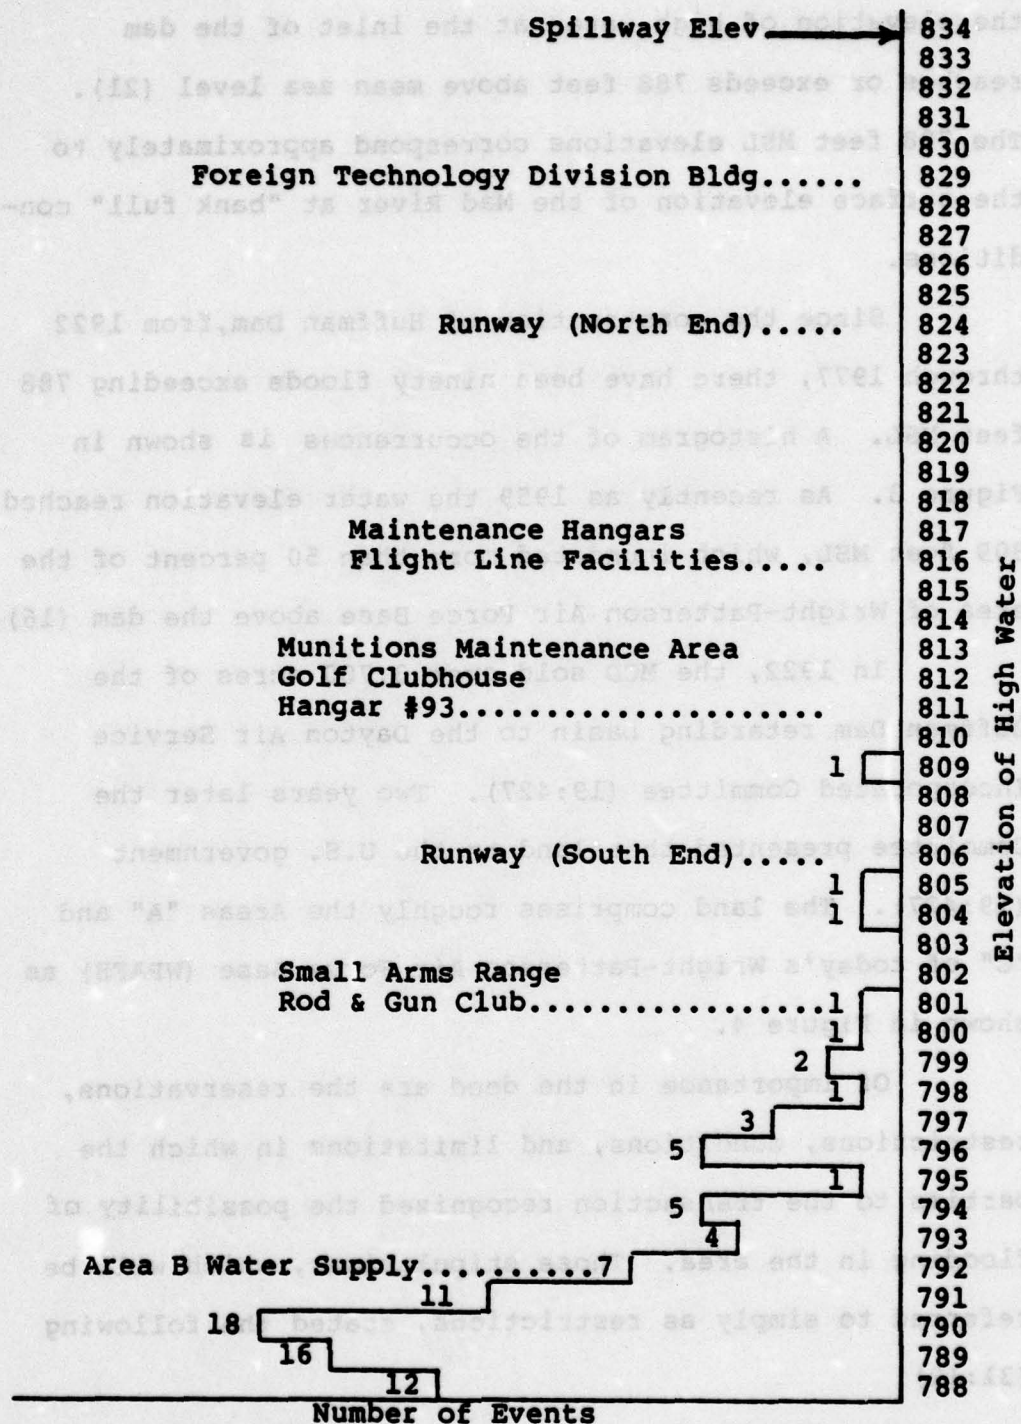 Spillway Elev 834
833
832
831
830
Foreign Technology Division Bldg...... 829
828
827
826
825
Runway (North End)..... 824
823
822
821
820
819
818
Maintenance Hangars 817
Flight Line Facilities..... 816
815
814
Munitions Maintenance Area 813
Golf Clubhouse 812
Hangar #93..................... 811
810
1 809
808
807
Runway (South End)..... 806
1 805
1 804
803
Small Arms Range 802
Rod & Gun Club.................1 801
1 800
2 799
1 798
3 797
5 796
1 795
5 794
4 793
Area B Water Supply..........7 792
11 791
18 790
16 789
12 788
Number of Events
Elevation of High Water